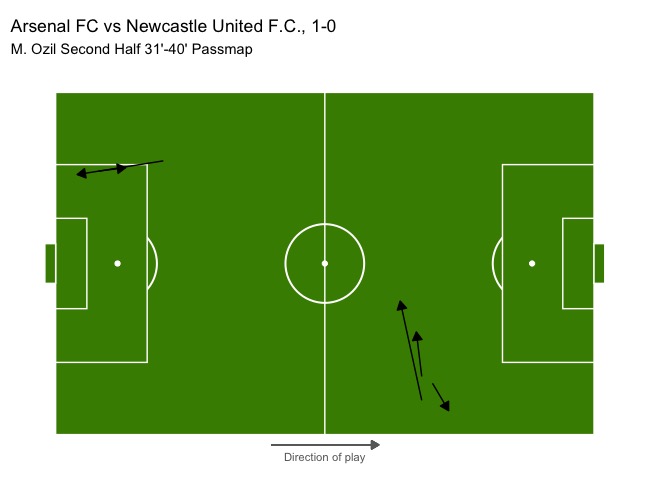 Arsenal FC vs Newcastle United F.C., 1-0
M. Ozil Second Half 31'-40' Passmap
Direction of play